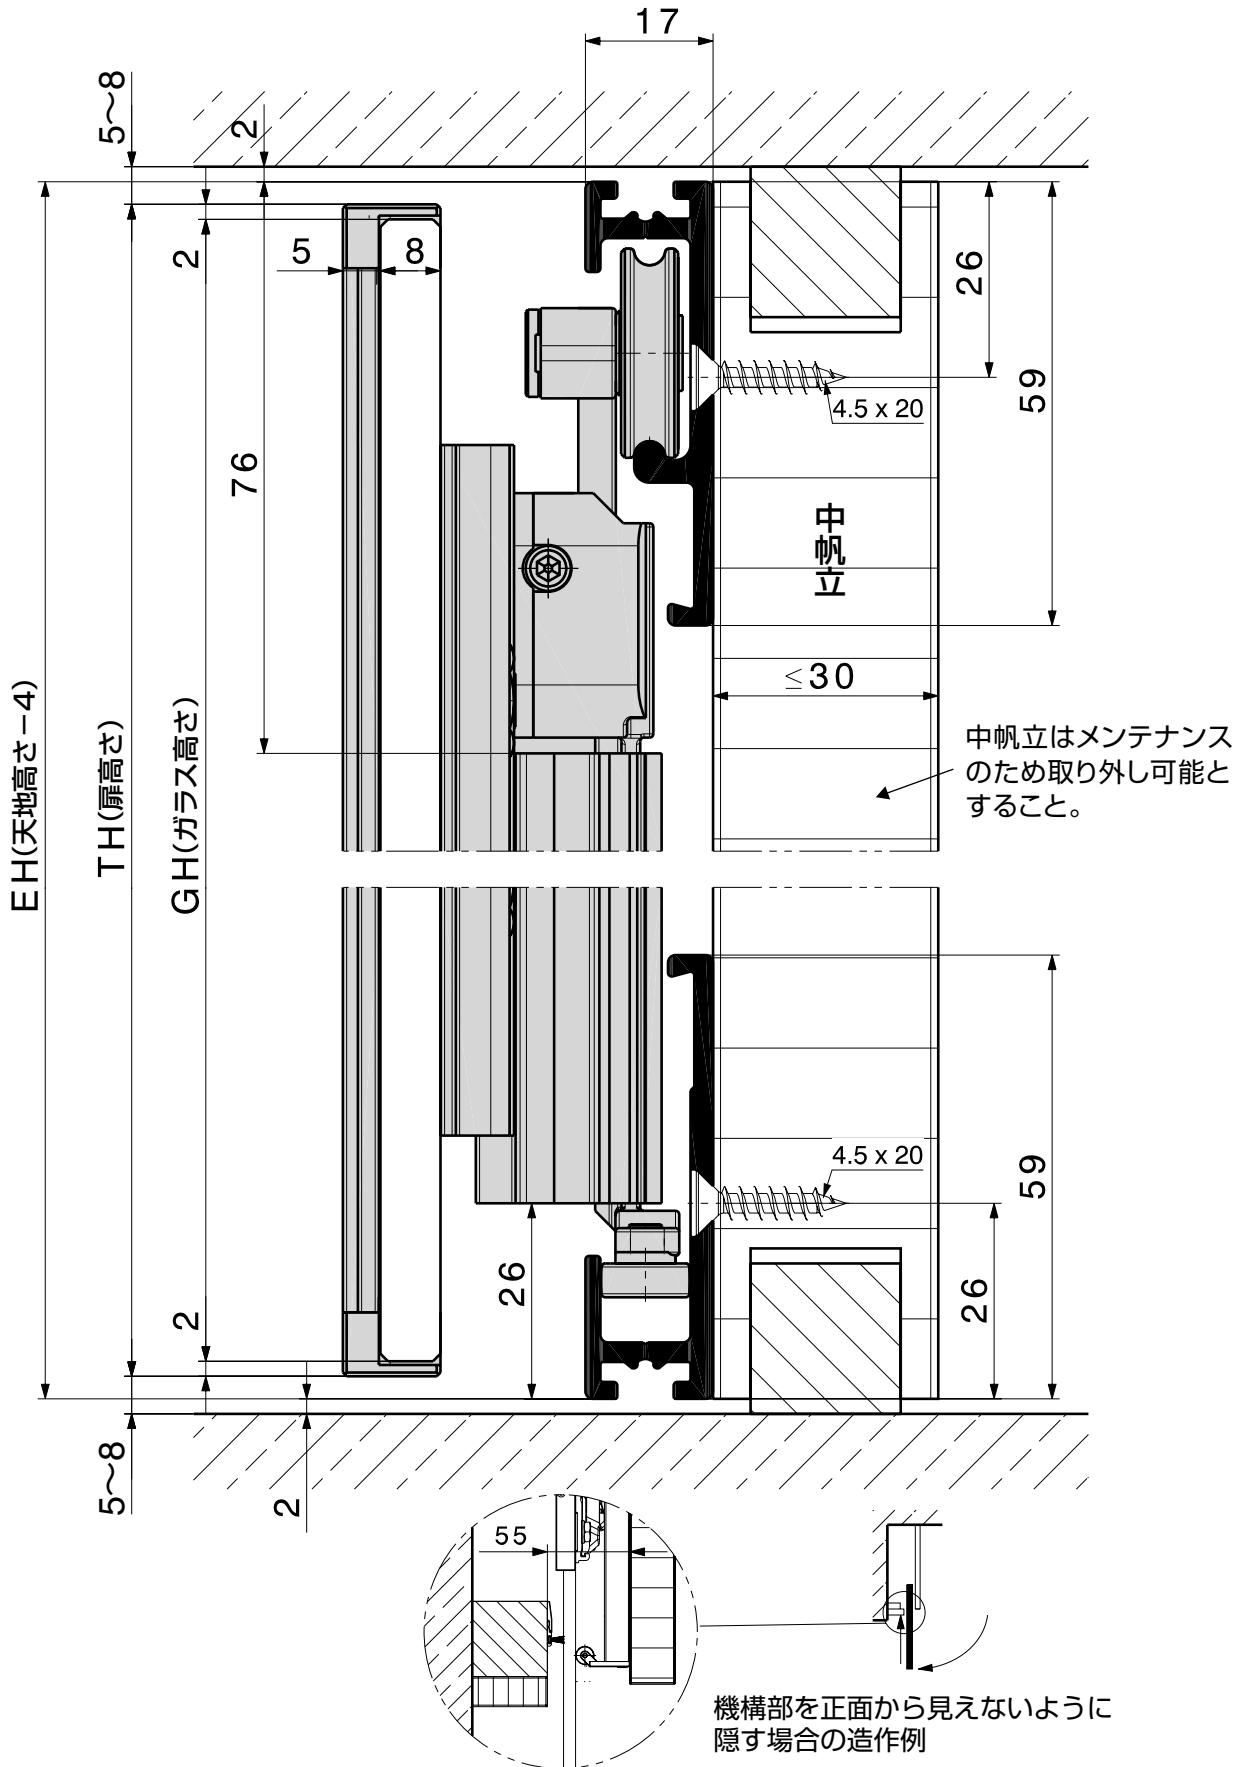 17
5～8
2
2
5
8
26
59
4.5 x 20
76
中帆立
≤30
中帆立はメンテナンス
のため取り外し可能と
すること。
EH(天地高さ－4)
TH(扉高さ)
GH(ガラス高さ)
4.5 x 20
59
26
26
2
5～8
2
55
機構部を正面から見えないように
隠す場合の造作例